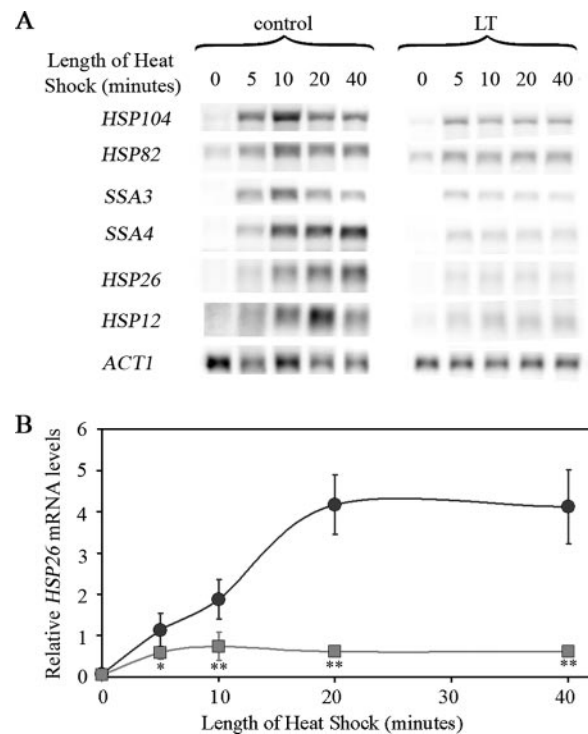 A
control LT
Length of Heat
Shock (minutes) 0 5 10 20 40 0 5 10 20 40
HSP104
HSP82
SSA3
SSA4
HSP26
HSP12
ACT1
B
Relative HSP26 mRNA levels
6
5
4
3
2
1
0
* ** ** **
0 10 20 30 40
Length of Heat Shock (minutes)